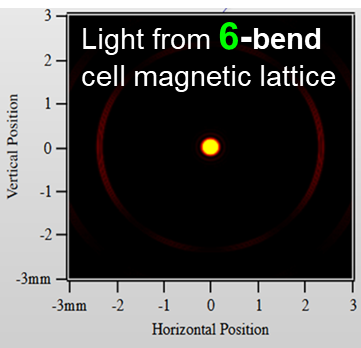 Light from 6-bend
cell magnetic lattice
3
2
1
0
-1
-2
-3mm
Vertical Position
-3mm -2 -1 0 1 2 3
Horizontal Position